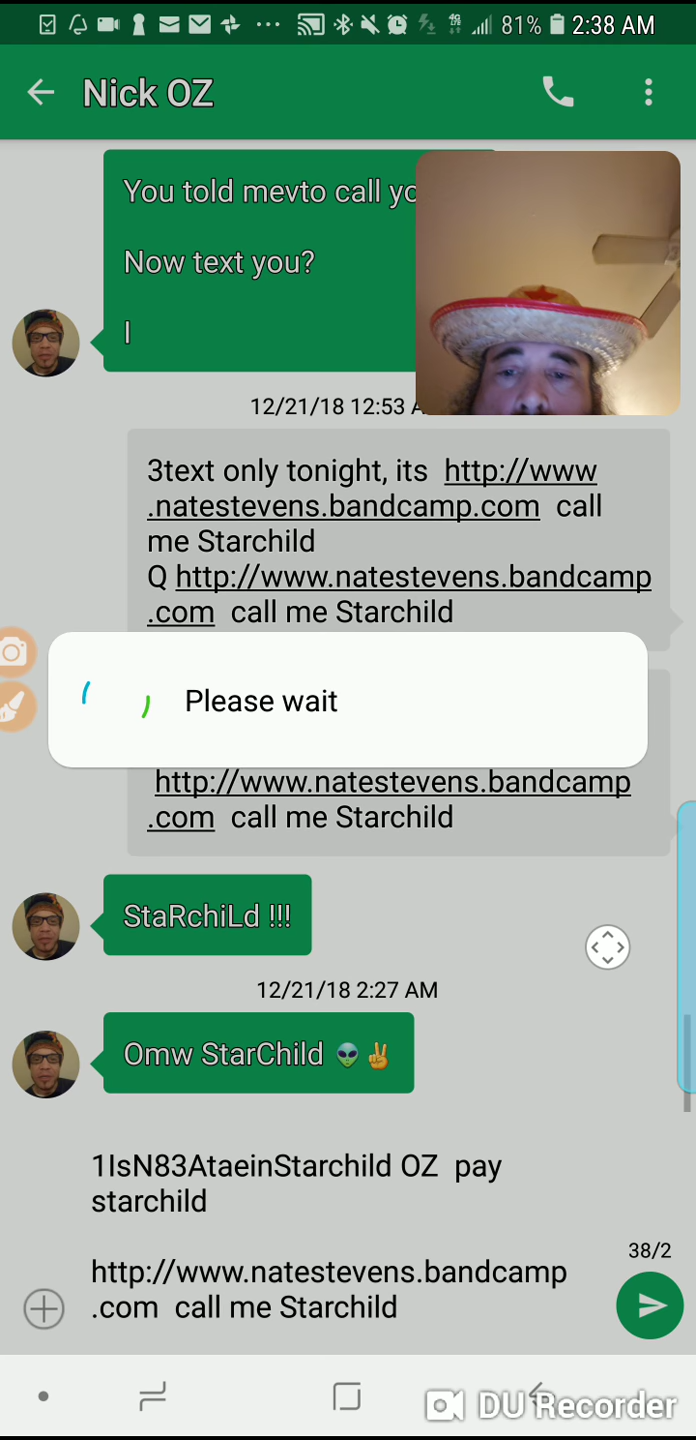 81% 2:38 AM
Nick OZ
You told mevto call yo
Now text you?
I
12/21/18 12:53 A
3text only tonight, its http://www
.natestevens.bandcamp.com call
me Starchild
Q http://www.natestevens.bandcamp
.com call me Starchild
Please wait
http://www.natestevens.bandcamp
.com call me Starchild
StaRchiLd !!!
12/21/18 2:27 AM
Omw StarChild 👽✌
1IsN83AtaeinStarchild OZ pay
starchild
38/2
http://www.natestevens.bandcamp
.com call me Starchild
DU Recorder